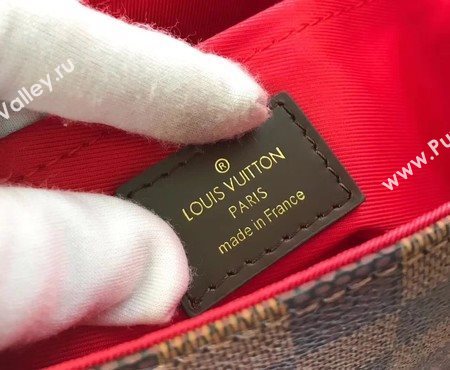 ®
LOUIS VUITTON
PARIS
made in France
Valley.ru
www.Pu